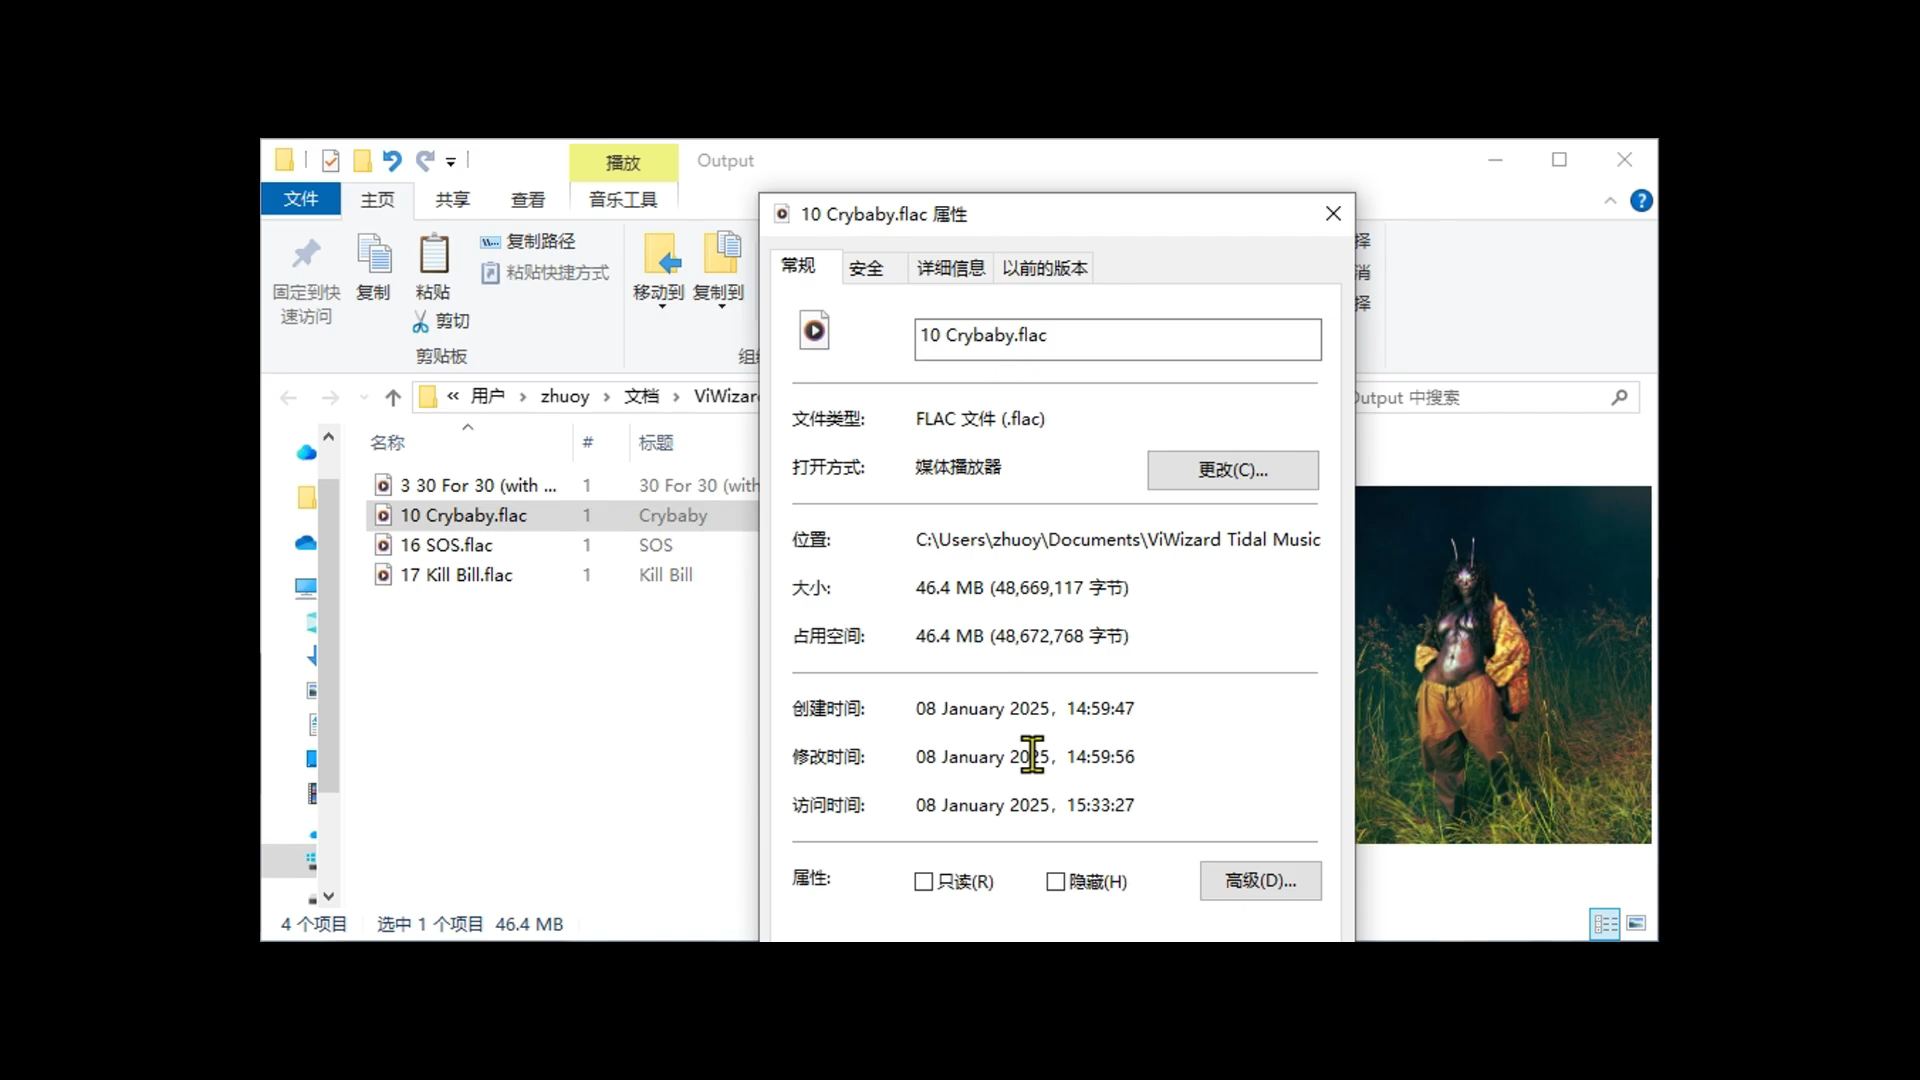 播放
Output
文件
主页
共享
查看
音乐工具
固定到快
速访问
复制
粘贴
复制路径
粘贴快捷方式
剪切
剪贴板
移动到
复制到
« 用户 › zhuoy › 文档 ›
中搜索
名称
#
标题
3 30 For 30 (with ...
1
30 For 30 (with
10 Crybaby.flac
1
Crybaby
16 SOS.flac
1
SOS
17 Kill Bill.flac
1
Kill Bill
4 个项目
选中 1 个项目 46.4 MB
10 Crybaby.flac 属性
常规
安全
详细信息
以前的版本
10 Crybaby.flac
文件类型:
FLAC 文件 (.flac)
打开方式:
媒体播放器
更改(C)...
位置:
C:\Users\zhuoy\Documents\ViWizard Tidal Music
大小:
46.4 MB (48,669,117 字节)
占用空间:
46.4 MB (48,672,768 字节)
创建时间:
08 January 2025，14:59:47
修改时间:
08 January 2025，14:59:56
访问时间:
08 January 2025，15:33:27
属性:
只读(R)
隐藏(H)
高级(D)...